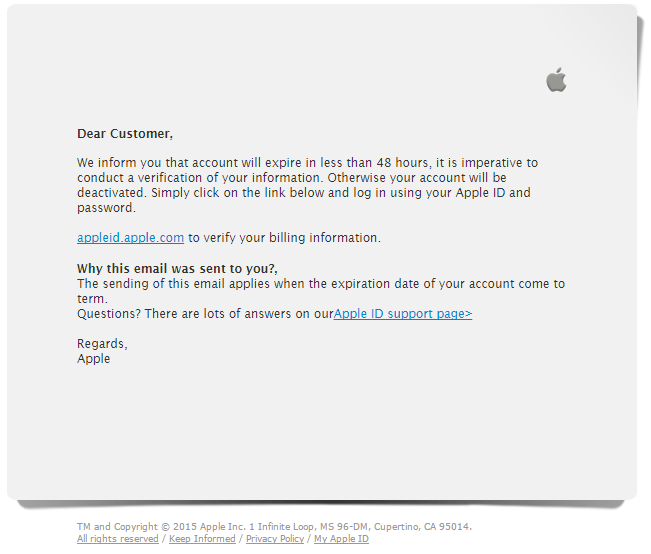 Dear Customer,
We inform you that account will expire in less than 48 hours, it is imperative to
conduct a verification of your information. Otherwise your account will be
deactivated. Simply click on the link below and log in using your Apple ID and
password.
appleid.apple.com to verify your billing information.
Why this email was sent to you?,
The sending of this email applies when the expiration date of your account come to
term.
Questions? There are lots of answers on ourApple ID support page>
Regards,
Apple
TM and Copyright © 2015 Apple Inc. 1 Infinite Loop, MS 96-DM, Cupertino, CA 95014.
All rights reserved / Keep Informed / Privacy Policy / My Apple ID